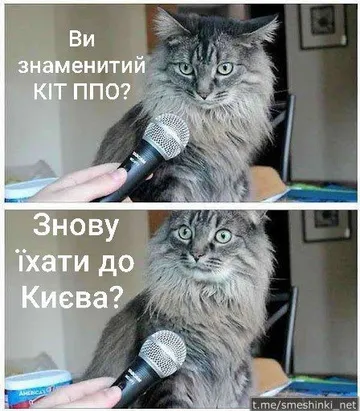 Ви
знаменитий
КІТ ППО?
Знову
їхати до
Києва?
t.me/smeshinki_net